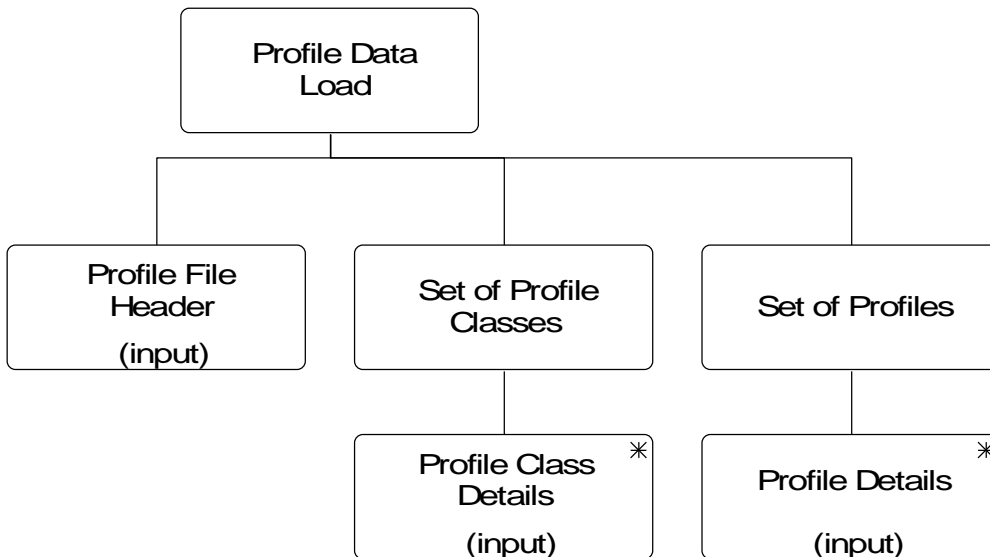 Profile Data
Load
Profile File
Header
(input)
Set of Profile
Classes
Set of Profiles
Profile Class
Details
(input)
Profile Details
(input)